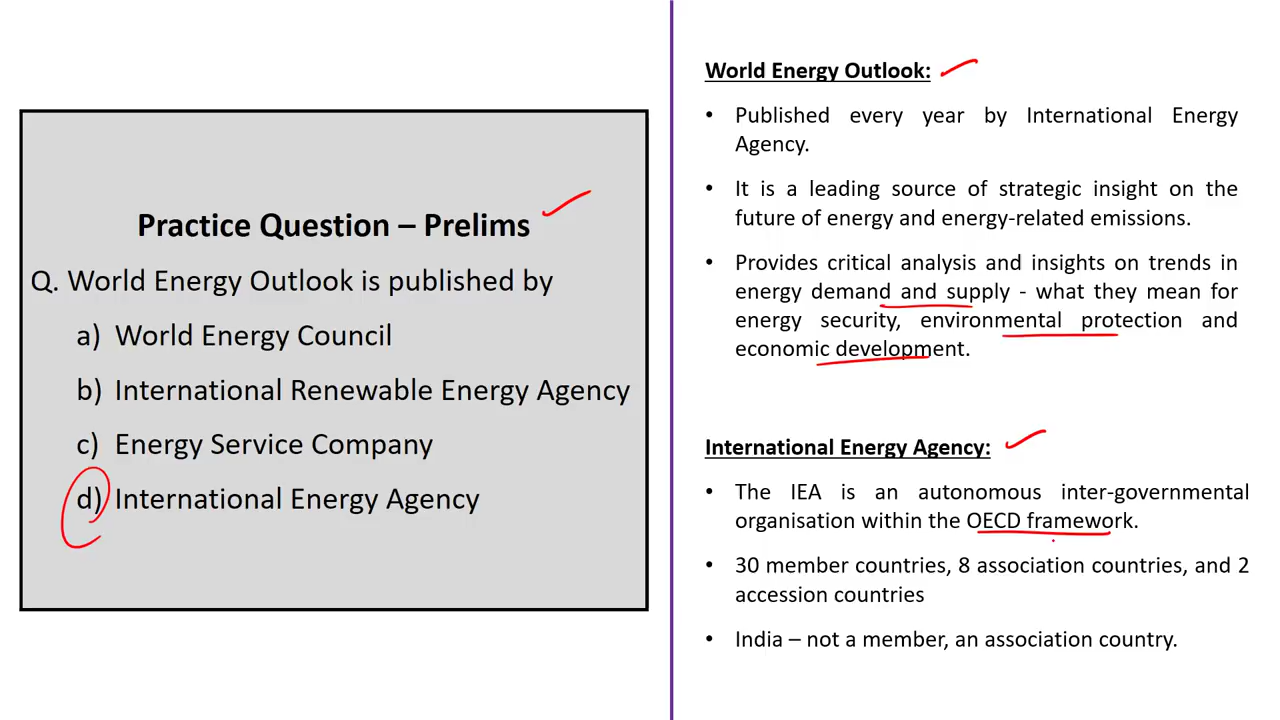 Practice Question – Prelims
Q. World Energy Outlook is published by
a) World Energy Council
b) International Renewable Energy Agency
c) Energy Service Company
d) International Energy Agency
World Energy Outlook:
• Published every year by International Energy
Agency.
• It is a leading source of strategic insight on the
future of energy and energy-related emissions.
• Provides critical analysis and insights on trends in
energy demand and supply - what they mean for
energy security, environmental protection and
economic development.
International Energy Agency:
• The IEA is an autonomous inter-governmental
organisation within the OECD framework.
• 30 member countries, 8 association countries, and 2
accession countries
• India – not a member, an association country.